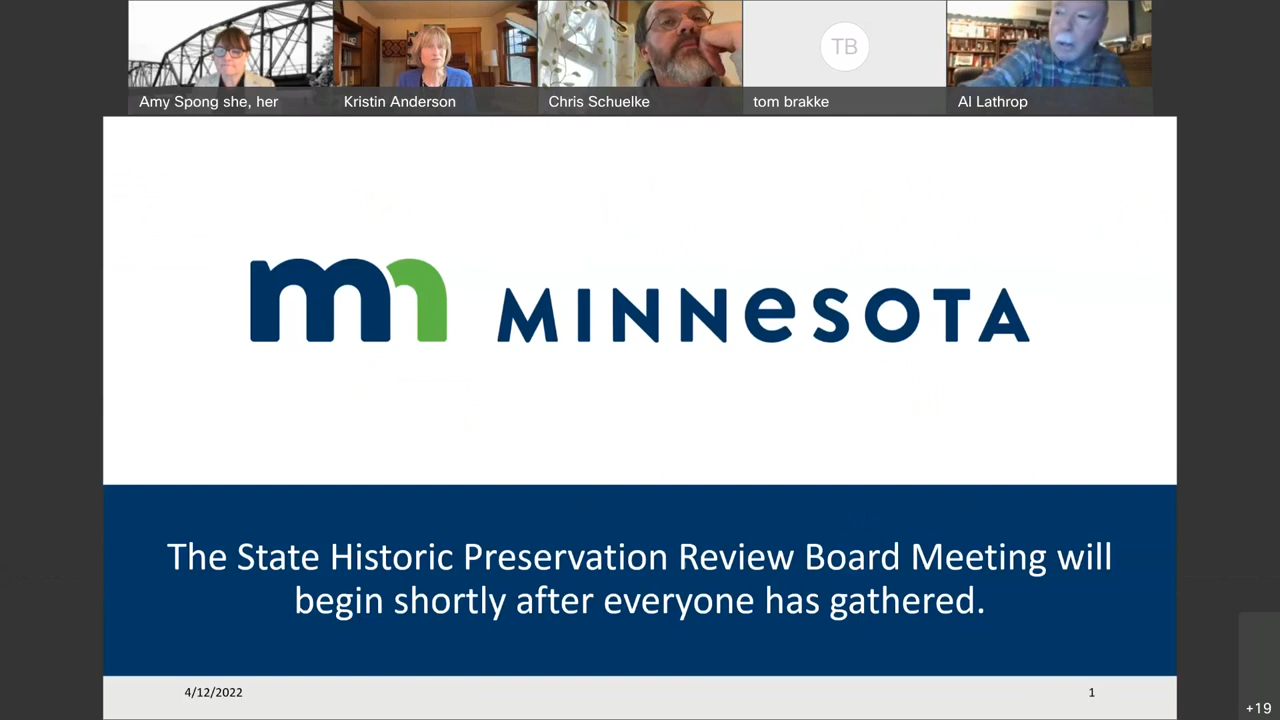 TB
Amy Spong she, her
Kristin Anderson
Chris Schuelke
tom brakke
Al Lathrop
mn MINNeSOTA
The State Historic Preservation Review Board Meeting will
begin shortly after everyone has gathered.
4/12/2022
1
+19